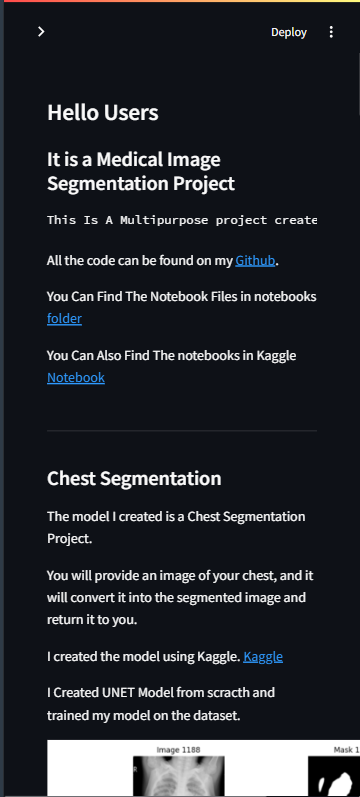 Deploy
Hello Users
It is a Medical Image
Segmentation Project
This Is A Multipurpose project create
All the code can be found on my Github.
You Can Find The Notebook Files in notebooks
folder
You Can Also Find The notebooks in Kaggle
Notebook
Chest Segmentation
The model I created is a Chest Segmentation
Project.
You will provide an image of your chest, and it
will convert it into the segmented image and
return it to you.
I created the model using Kaggle. Kaggle
I Created UNET Model from scracth and
trained my model on the dataset.
Image 1188
Mask 1
R